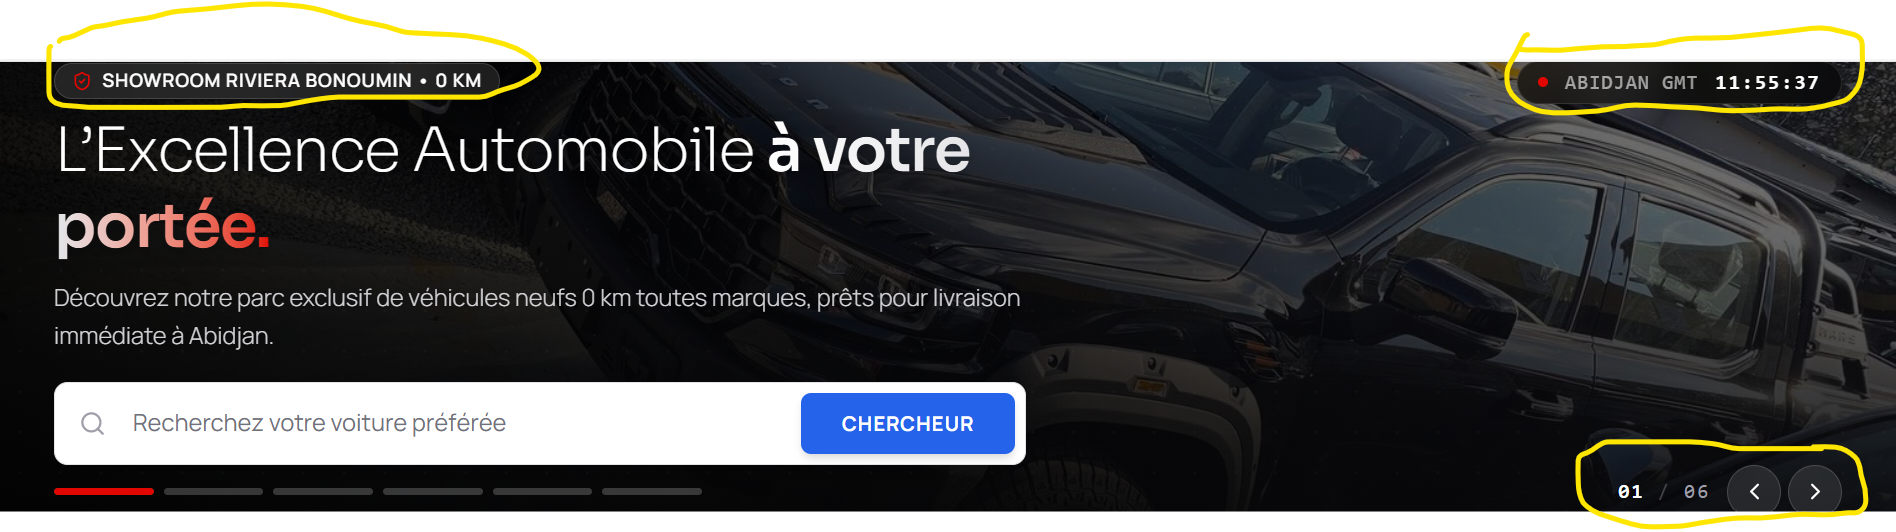 SHOWROOM RIVIERA BONOUMIN • 0 KM
ABIDJAN GMT 11:55:37
L’Excellence Automobile à votre
portée.
Découvrez notre parc exclusif de véhicules neufs 0 km toutes marques, prêts pour livraison
immédiate à Abidjan.
Recherchez votre voiture préférée
CHERCHEUR
01 / 06